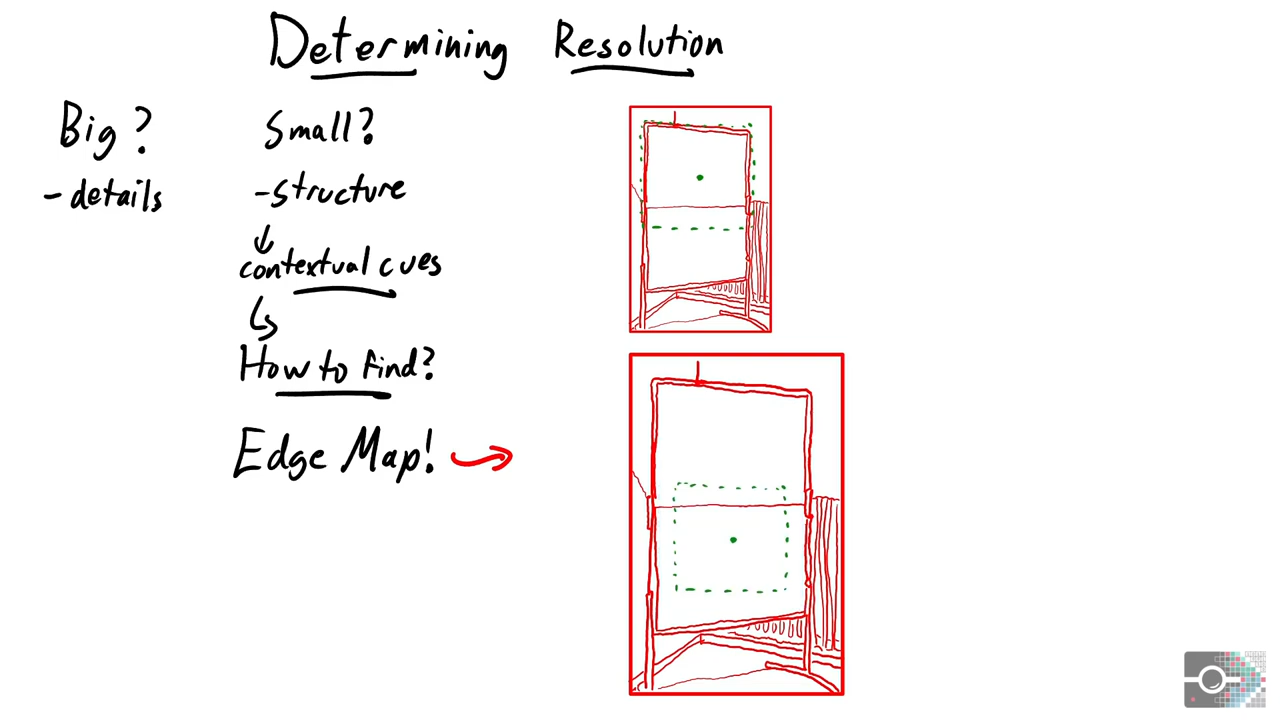 Determining Resolution
Big?
- details
Small?
- structure
contextual cues
How to find?
Edge Map!